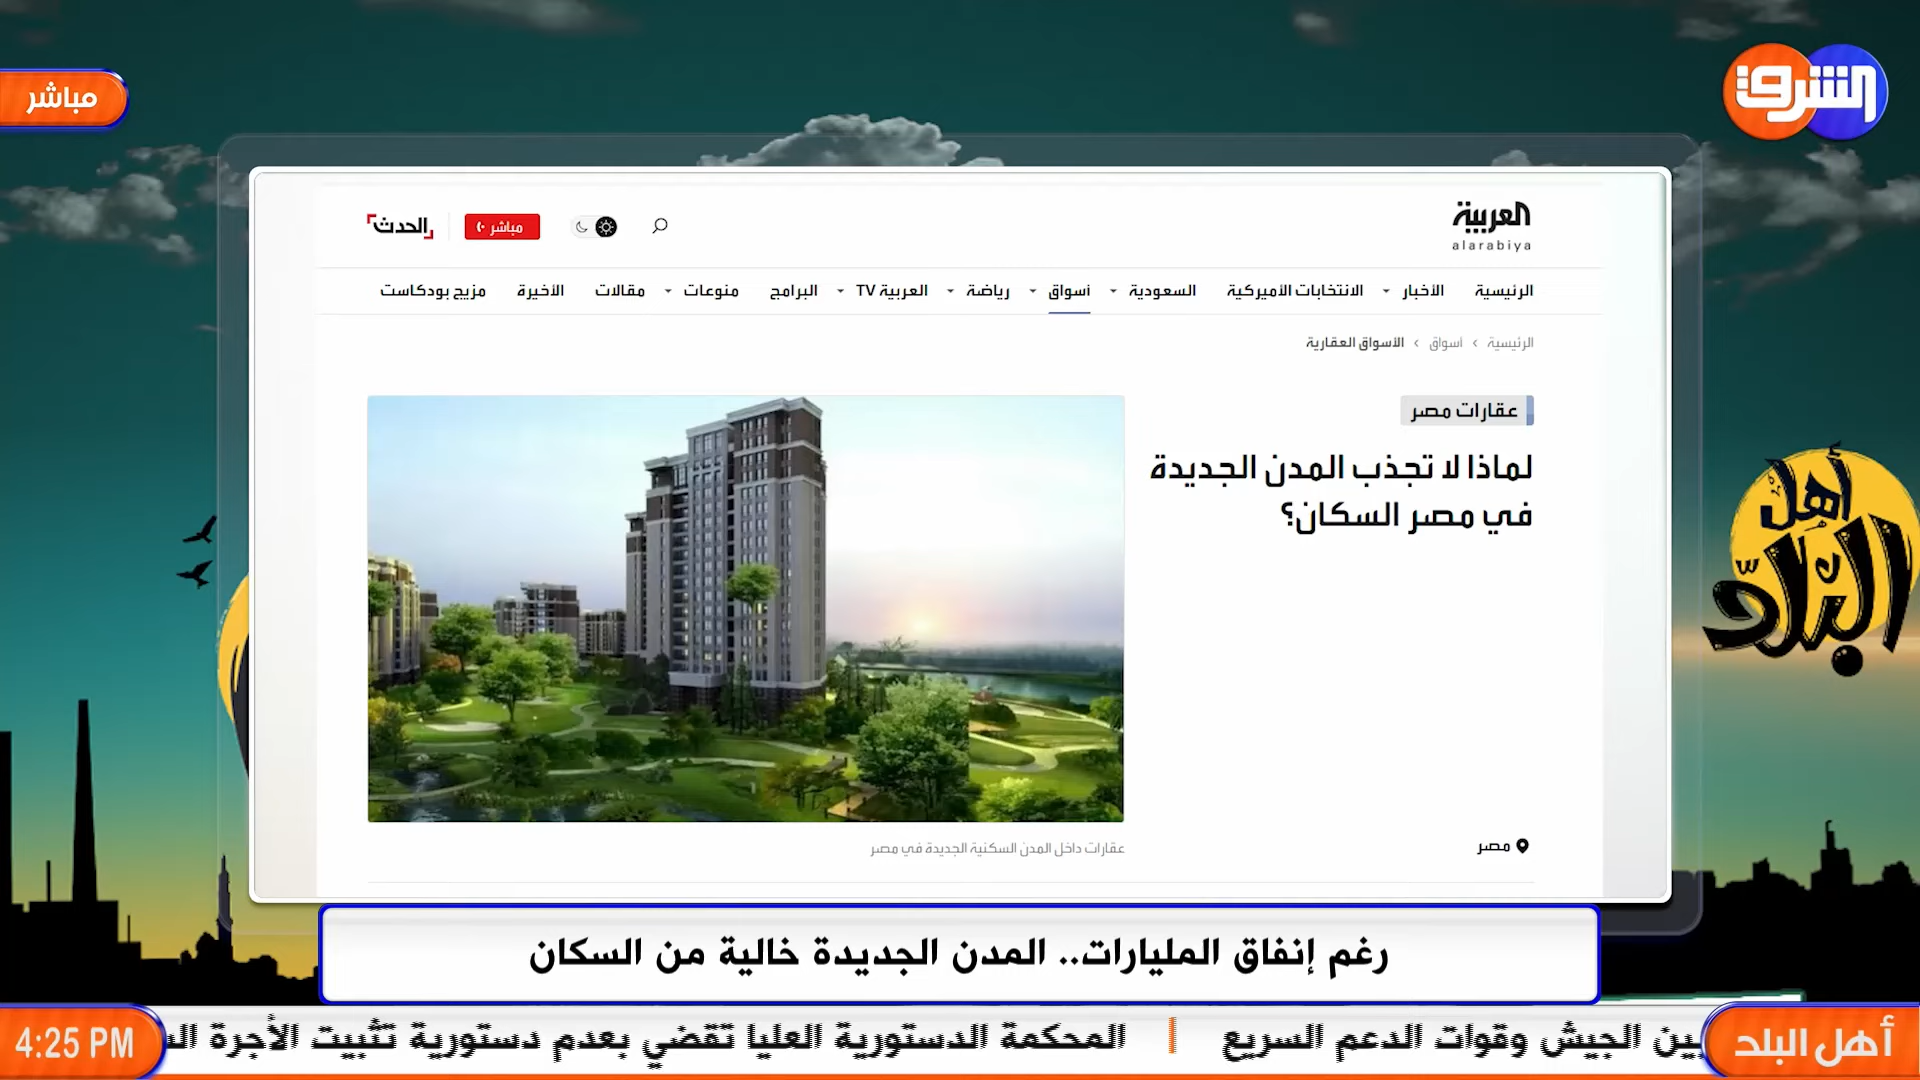 مباشر
الشرق
العربية
alarabiya
مباشر
الحدث
الرئيسية
الأخبار
الانتخابات الأميركية
السعودية
أسواق
رياضة
العربية TV
البرامج
منوعات
مقالات
الأخيرة
مزيج بودكاست
الرئيسية › أسواق › الأسواق العقارية
عقارات مصر
لماذا لا تجذب المدن الجديدة
في مصر السكان؟
مصر
عقارات داخل المدن السكنية الجديدة في مصر
أهل
البلد
رغم إنفاق المليارات.. المدن الجديدة خالية من السكان
أهل البلد
بين الجيش وقوات الدعم السريع | المحكمة الدستورية العليا تقضي بعدم دستورية تثبيت الأجرة
4:25 PM